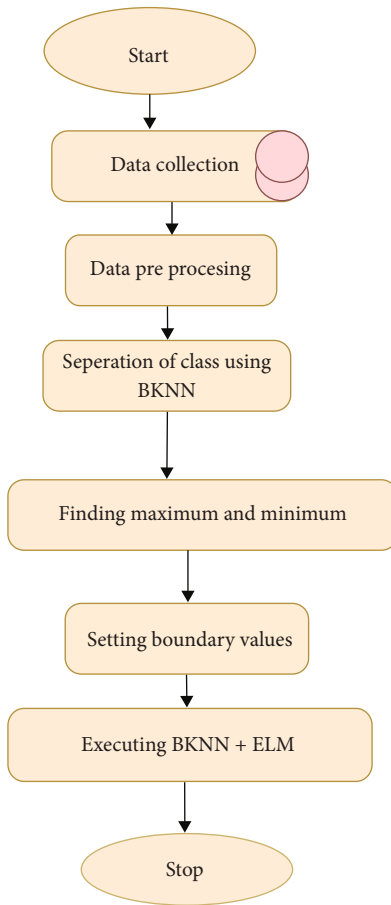 Start
Data collection
Data pre procesing
Seperation of class using
BKNN
Finding maximum and minimum
Setting boundary values
Executing BKNN + ELM
Stop